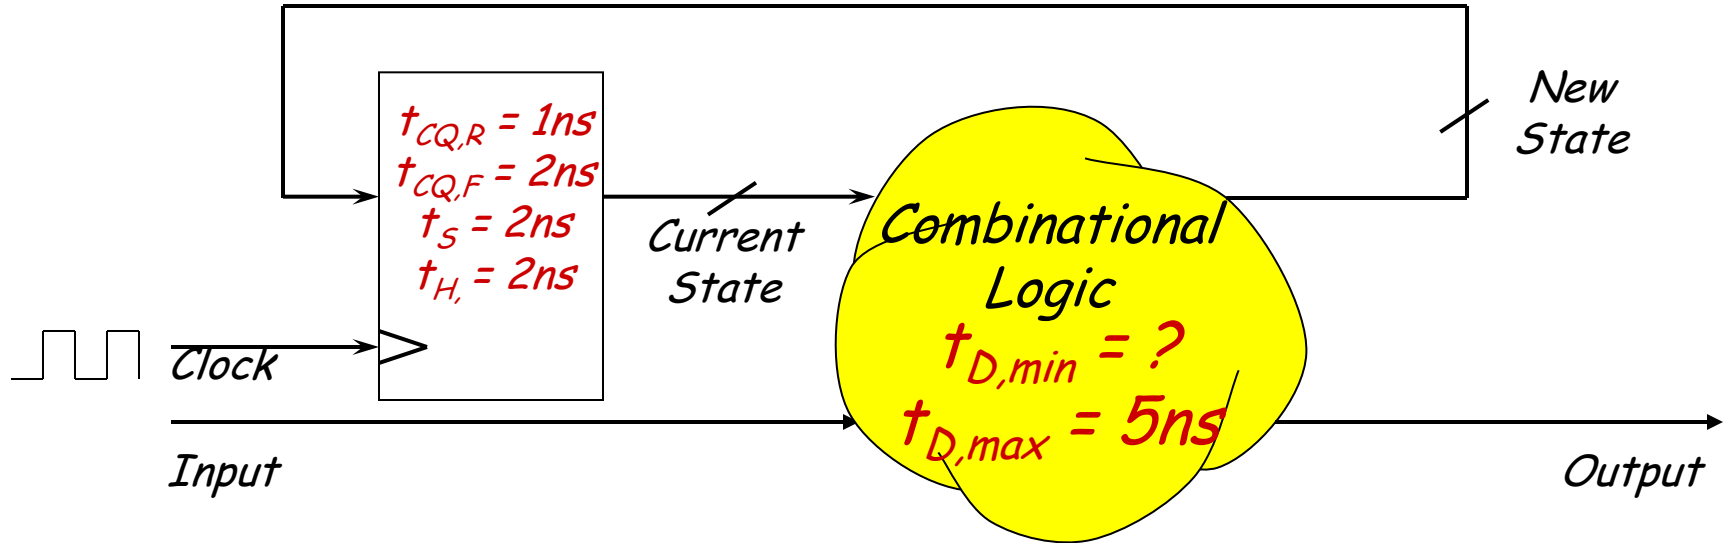 t_CQ,R = 1ns
t_CQ,F = 2ns
t_S = 2ns
t_H, = 2ns
New
State
Current
State
Combinational
Logic
t_D,min = ?
t_D,max = 5ns
Clock
Input
Output